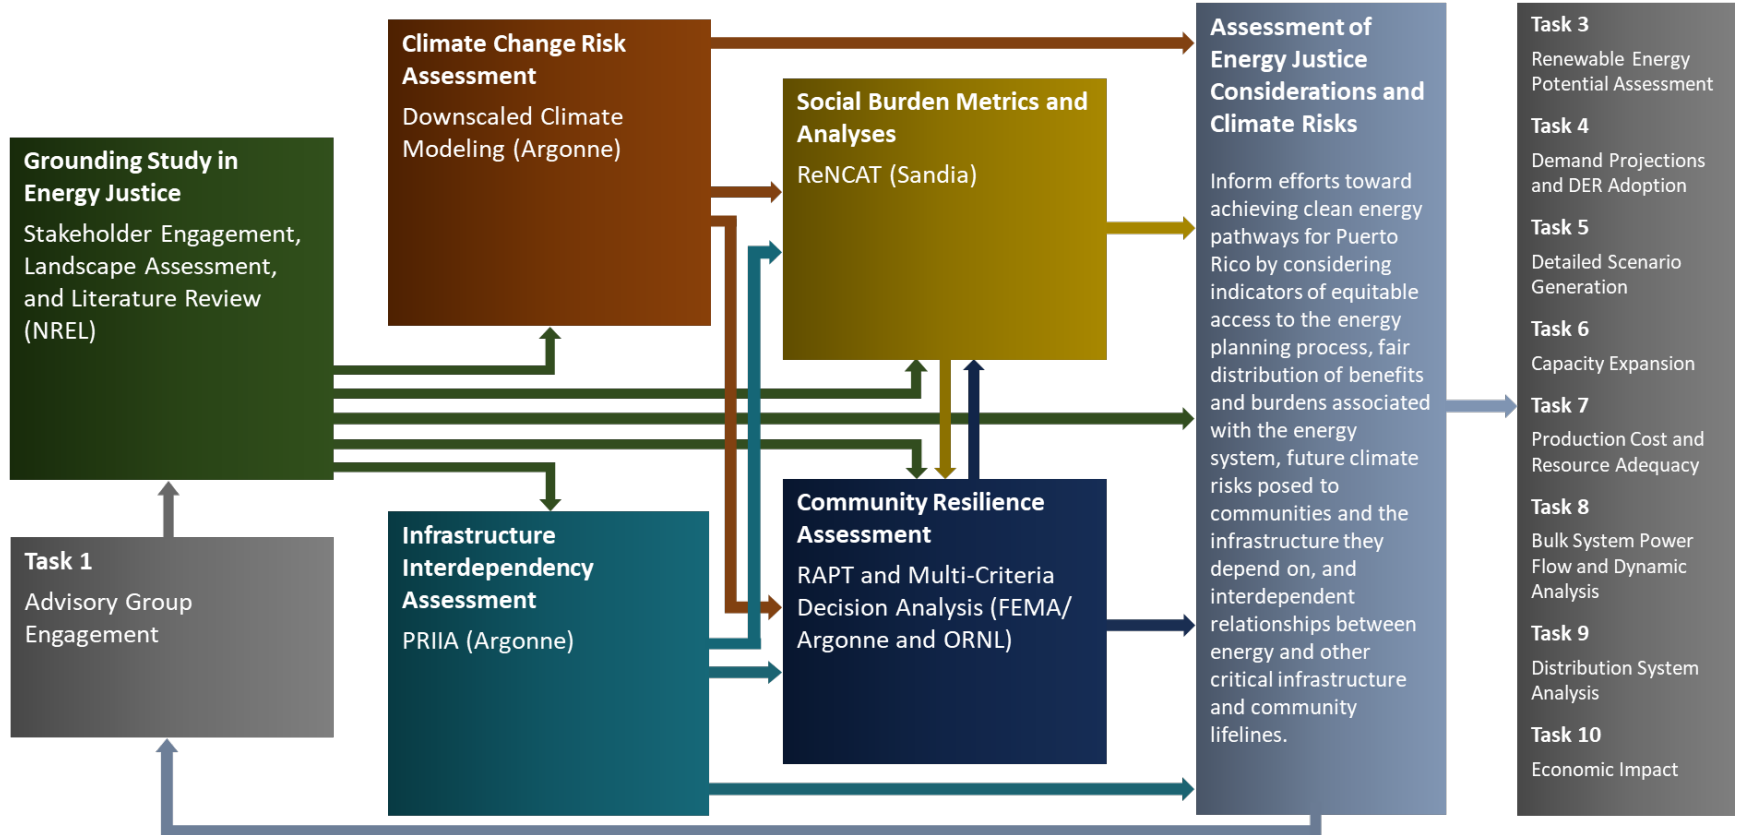 Grounding Study in
Energy Justice
Stakeholder Engagement,
Landscape Assessment,
and Literature Review
(NREL)
Task 1
Advisory Group
Engagement
Climate Change Risk
Assessment
Downscaled Climate
Modeling (Argonne)
Infrastructure
Interdependency
Assessment
PRIIA (Argonne)
Social Burden Metrics and
Analyses
ReNCAT (Sandia)
Community Resilience
Assessment
RAPT and Multi-Criteria
Decision Analysis (FEMA/
Argonne and ORNL)
Assessment of
Energy Justice
Considerations and
Climate Risks
Inform efforts toward
achieving clean energy
pathways for Puerto
Rico by considering
indicators of equitable
access to the energy
planning process, fair
distribution of benefits
and burdens associated
with the energy
system, future climate
risks posed to
communities and the
infrastructure they
depend on, and
interdependent
relationships between
energy and other
critical infrastructure
and community
lifelines.
Task 3
Renewable Energy
Potential Assessment
Task 4
Demand Projections
and DER Adoption
Task 5
Detailed Scenario
Generation
Task 6
Capacity Expansion
Task 7
Production Cost and
Resource Adequacy
Task 8
Bulk System Power
Flow and Dynamic
Analysis
Task 9
Distribution System
Analysis
Task 10
Economic Impact